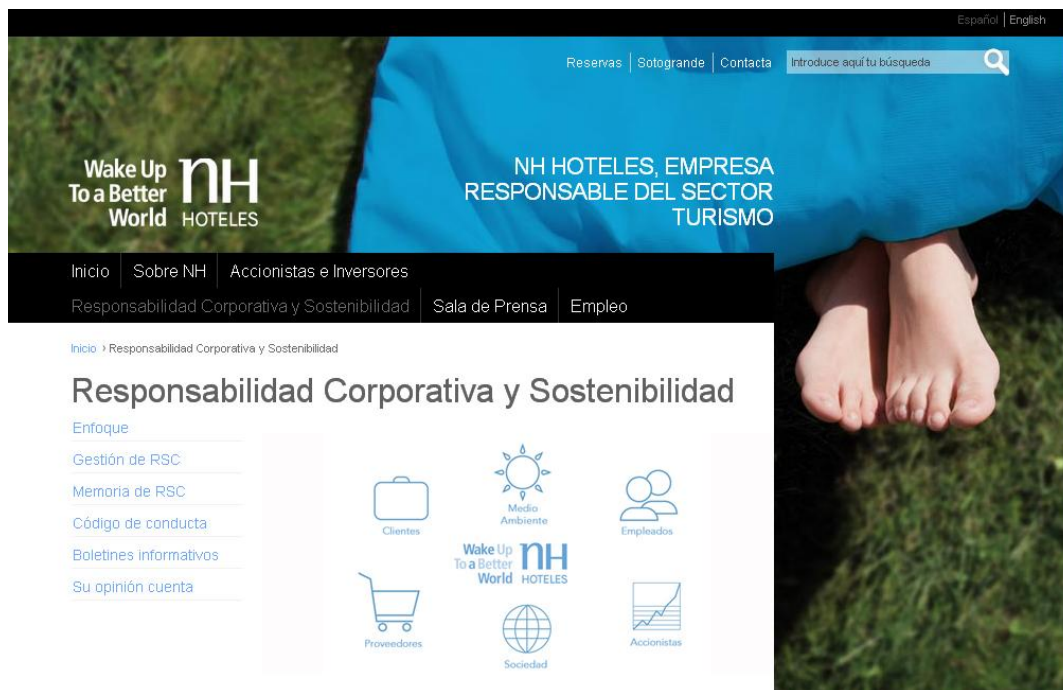 Español | English
Reservas | Sotogrande | Contacta
Introduce aquí tu búsqueda
Wake Up
To a Better
World
nH
HOTELES
NH HOTELES, EMPRESA
RESPONSABLE DEL SECTOR
TURISMO
Inicio | Sobre NH | Accionistas e Inversores
Responsabilidad Corporativa y Sostenibilidad | Sala de Prensa | Empleo
Inicio › Responsabilidad Corporativa y Sostenibilidad
Responsabilidad Corporativa y Sostenibilidad
Enfoque
Gestión de RSC
Memoria de RSC
Código de conducta
Boletines informativos
Su opinión cuenta
Medio
Ambiente
Clientes
Empleados
Wake Up
To a Better
World
nH
HOTELES
Proveedores
Accionistas
Sociedad